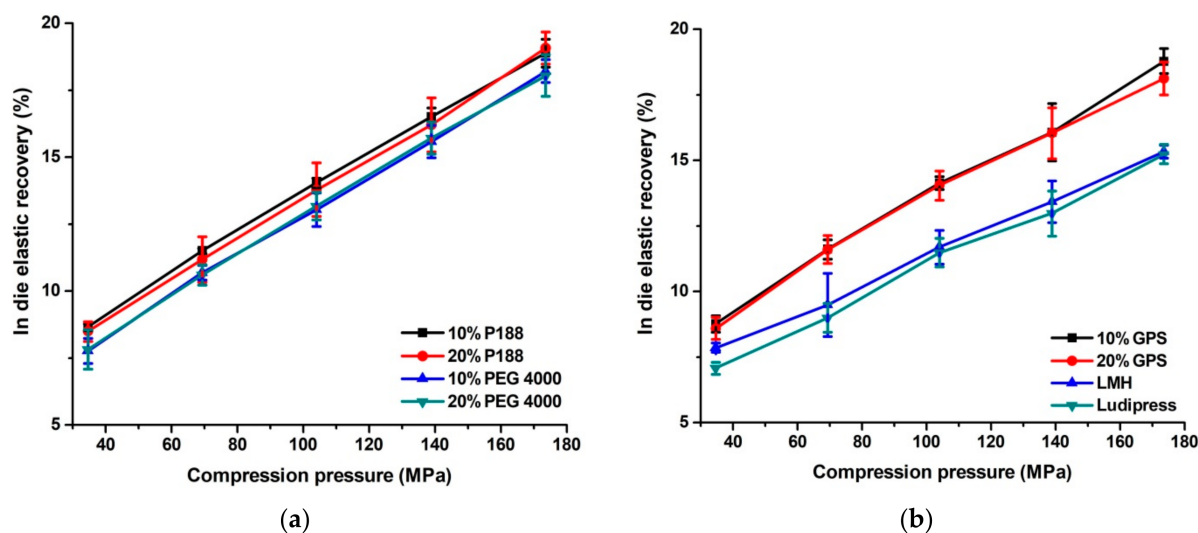 20
15
10
5
In die elastic recovery (%)
10% P188
20% P188
10% PEG 4000
20% PEG 4000
40 60 80 100 120 140 160 180
Compression pressure (MPa)
(a)
20
15
10
5
In die elastic recovery (%)
10% GPS
20% GPS
LMH
Ludipress
40 60 80 100 120 140 160 180
Compression pressure (MPa)
(b)